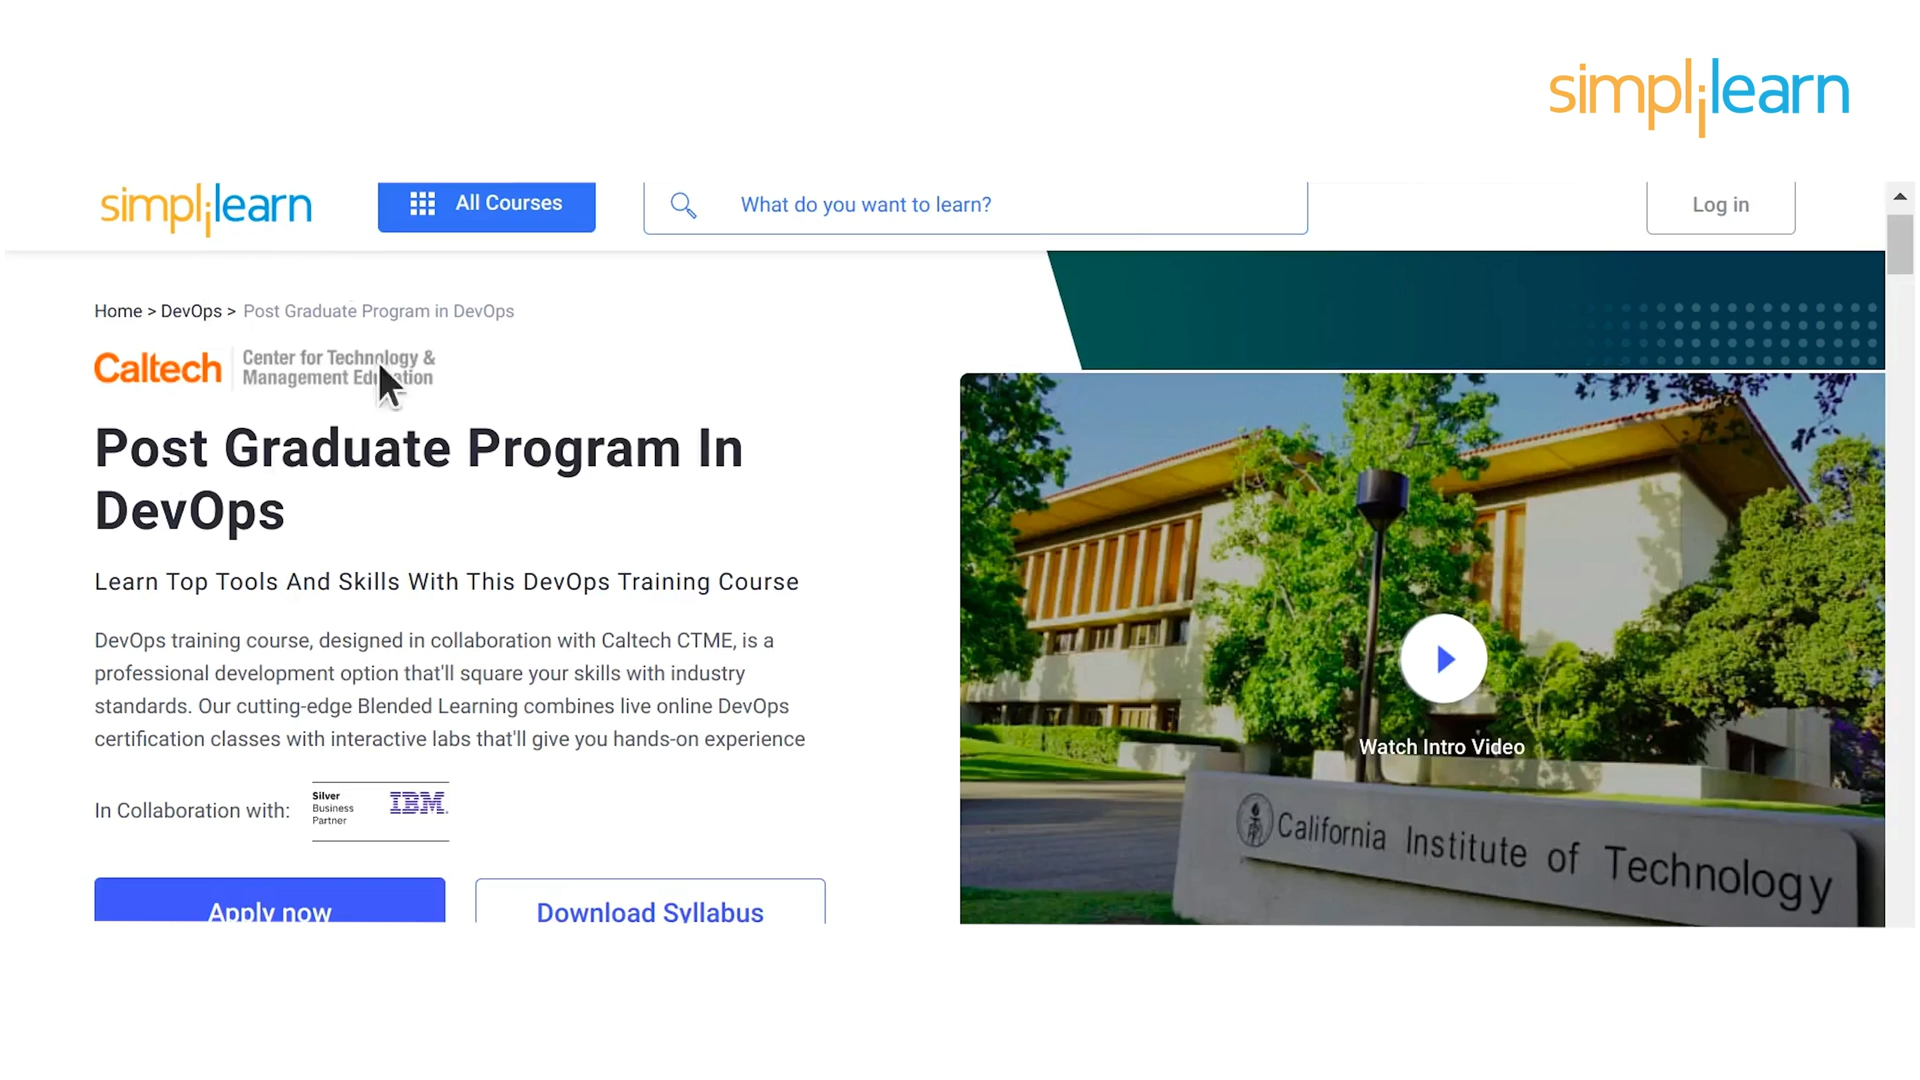 simplilearn
simplilearn
All Courses
What do you want to learn?
Log in
Home > DevOps > Post Graduate Program in DevOps
Caltech
Center for Technology &
Management Education
Post Graduate Program In
DevOps
Learn Top Tools And Skills With This DevOps Training Course
DevOps training course, designed in collaboration with Caltech CTME, is a
professional development option that'll square your skills with industry
standards. Our cutting-edge Blended Learning combines live online DevOps
certification classes with interactive labs that'll give you hands-on experience
In Collaboration with:
Silver
Business
Partner
IBM
Apply now
Download Syllabus
Watch Intro Video
California Institute of Technology